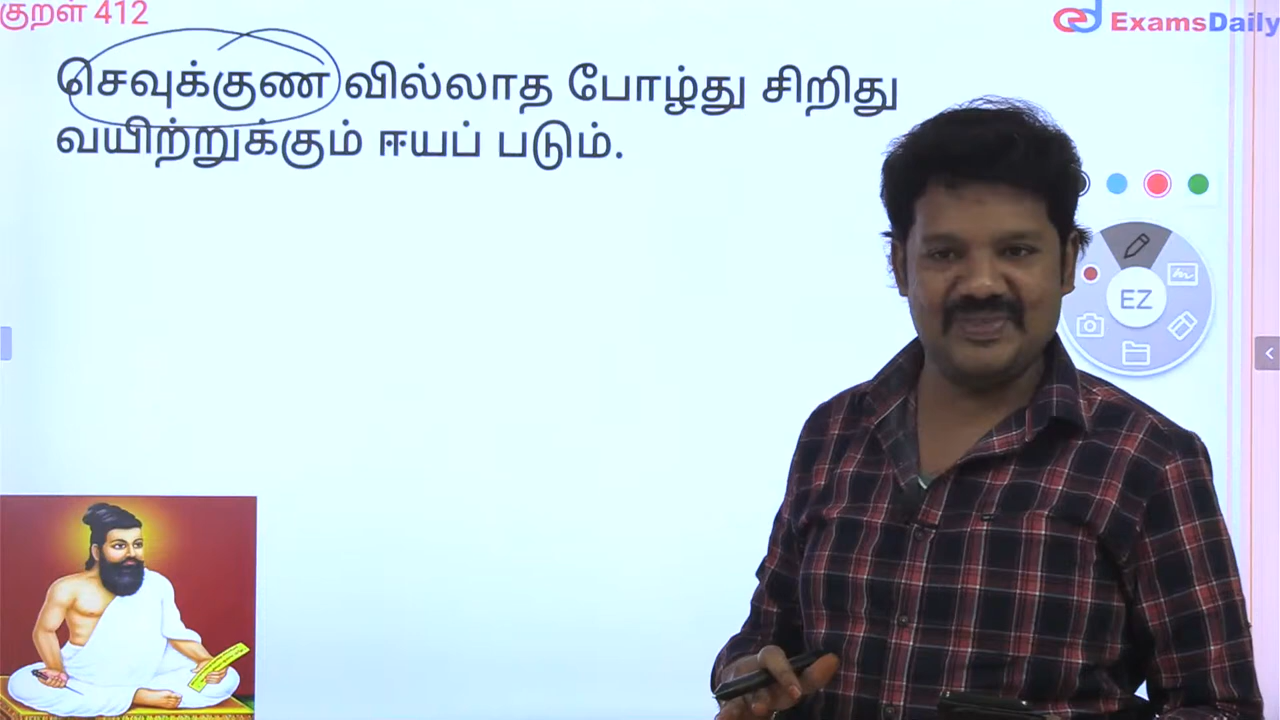 குறள் 412
ExamsDaily
செவுக்குண வில்லாத போழ்து சிறிது
வயிற்றுக்கும் ஈயப் படும்.
EZ